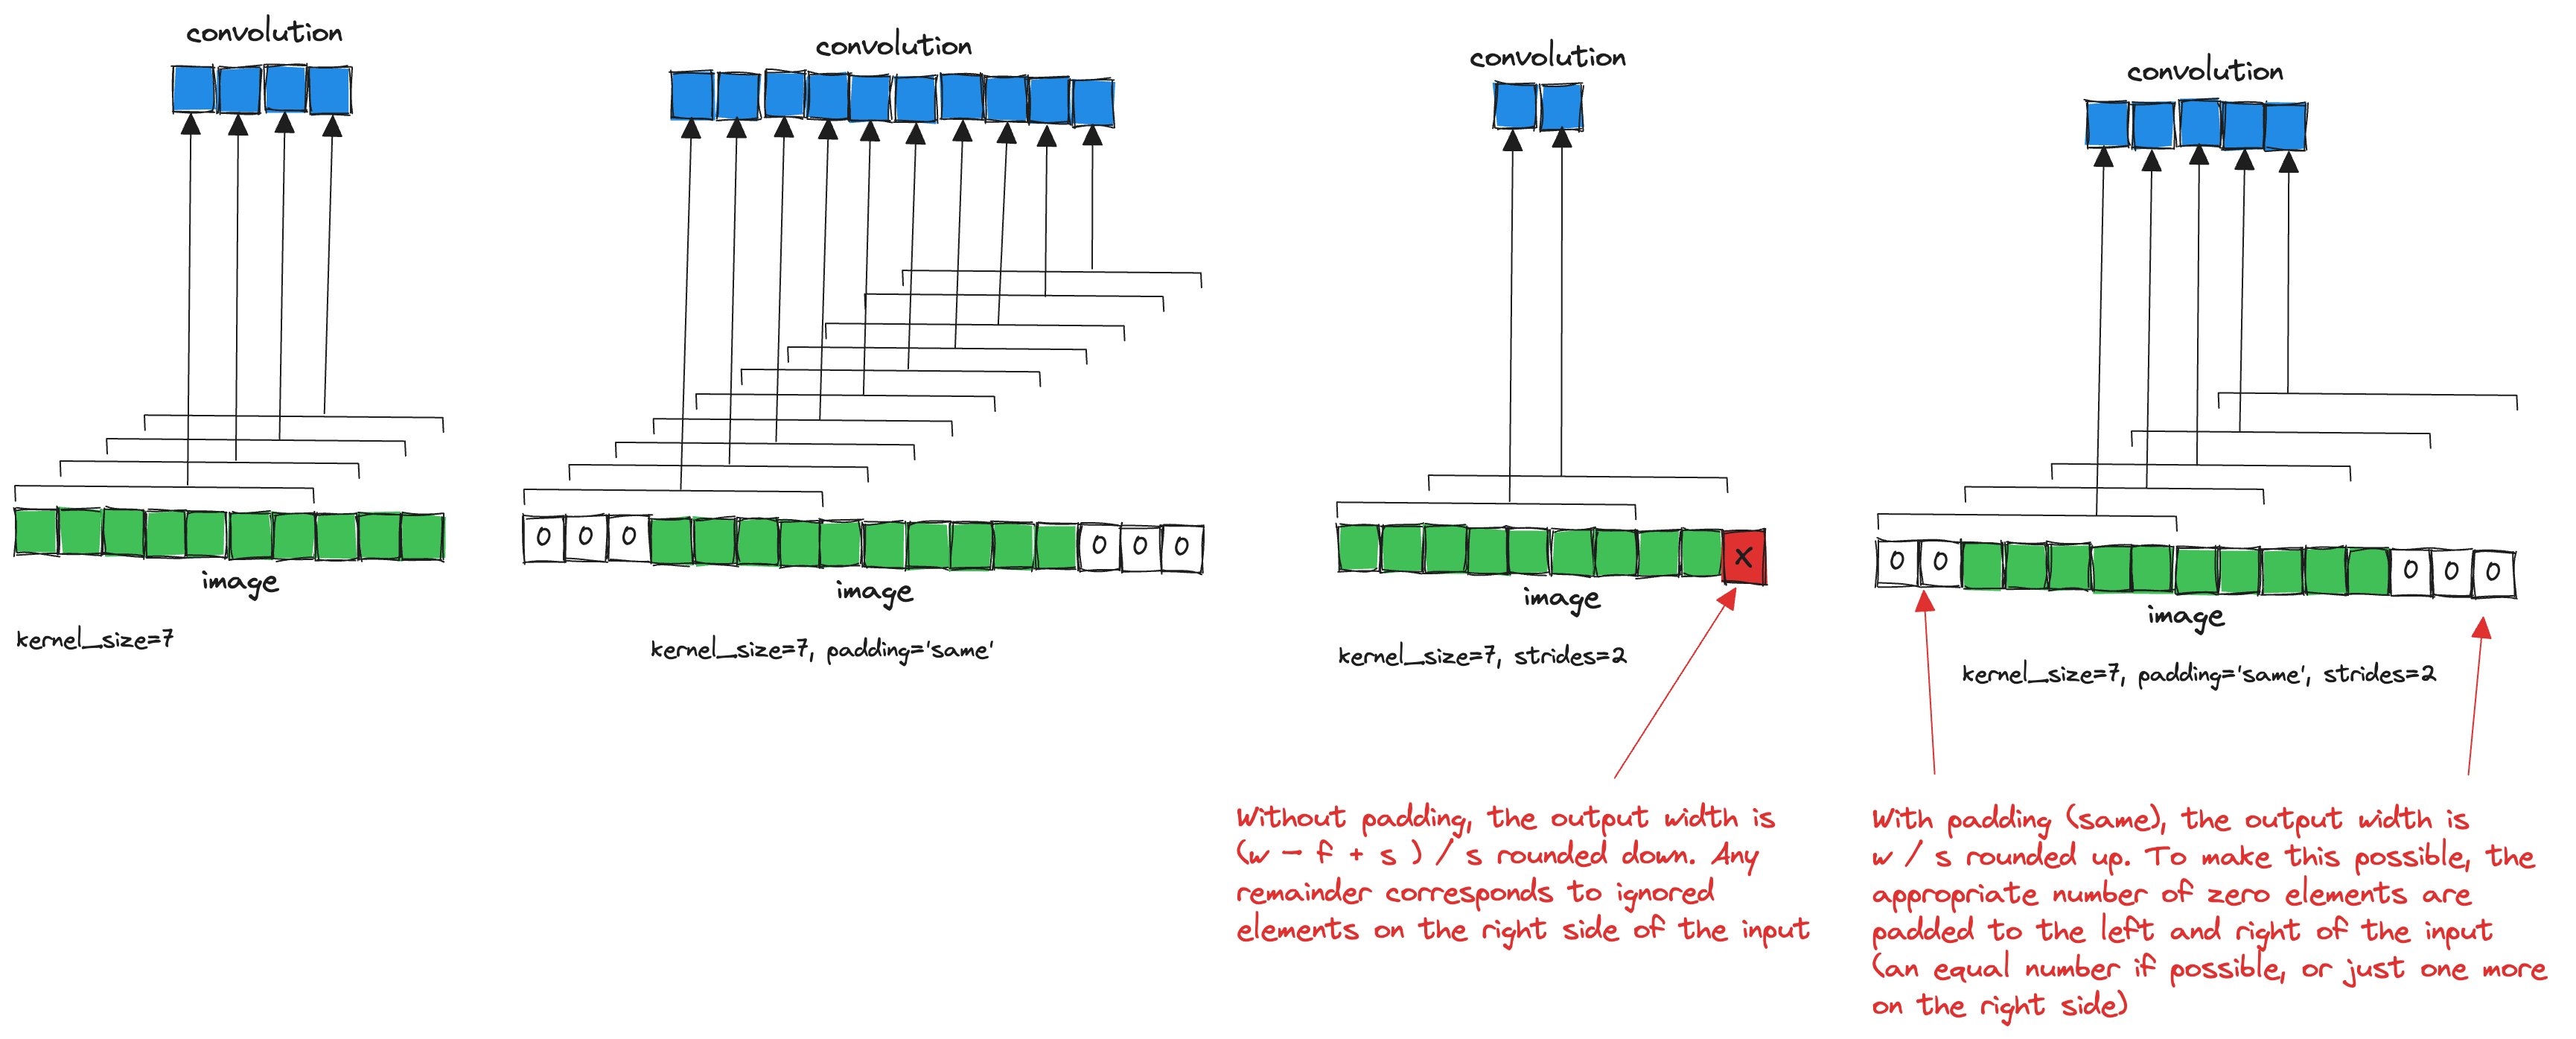 convolution
image
kernel_size=7
convolution
0 0 0 0 0 0
image
kernel_size=7, padding='same'
convolution
x
image
kernel_size=7, strides=2
Without padding, the output width is
(w - f + s ) / s rounded down. Any
remainder corresponds to ignored
elements on the right side of the input
convolution
0 0 0 0 0
image
kernel_size=7, padding='same', strides=2
With padding (same), the output width is
w / s rounded up. To make this possible, the
appropriate number of zero elements are
padded to the left and right of the input
(an equal number if possible, or just one more
on the right side)